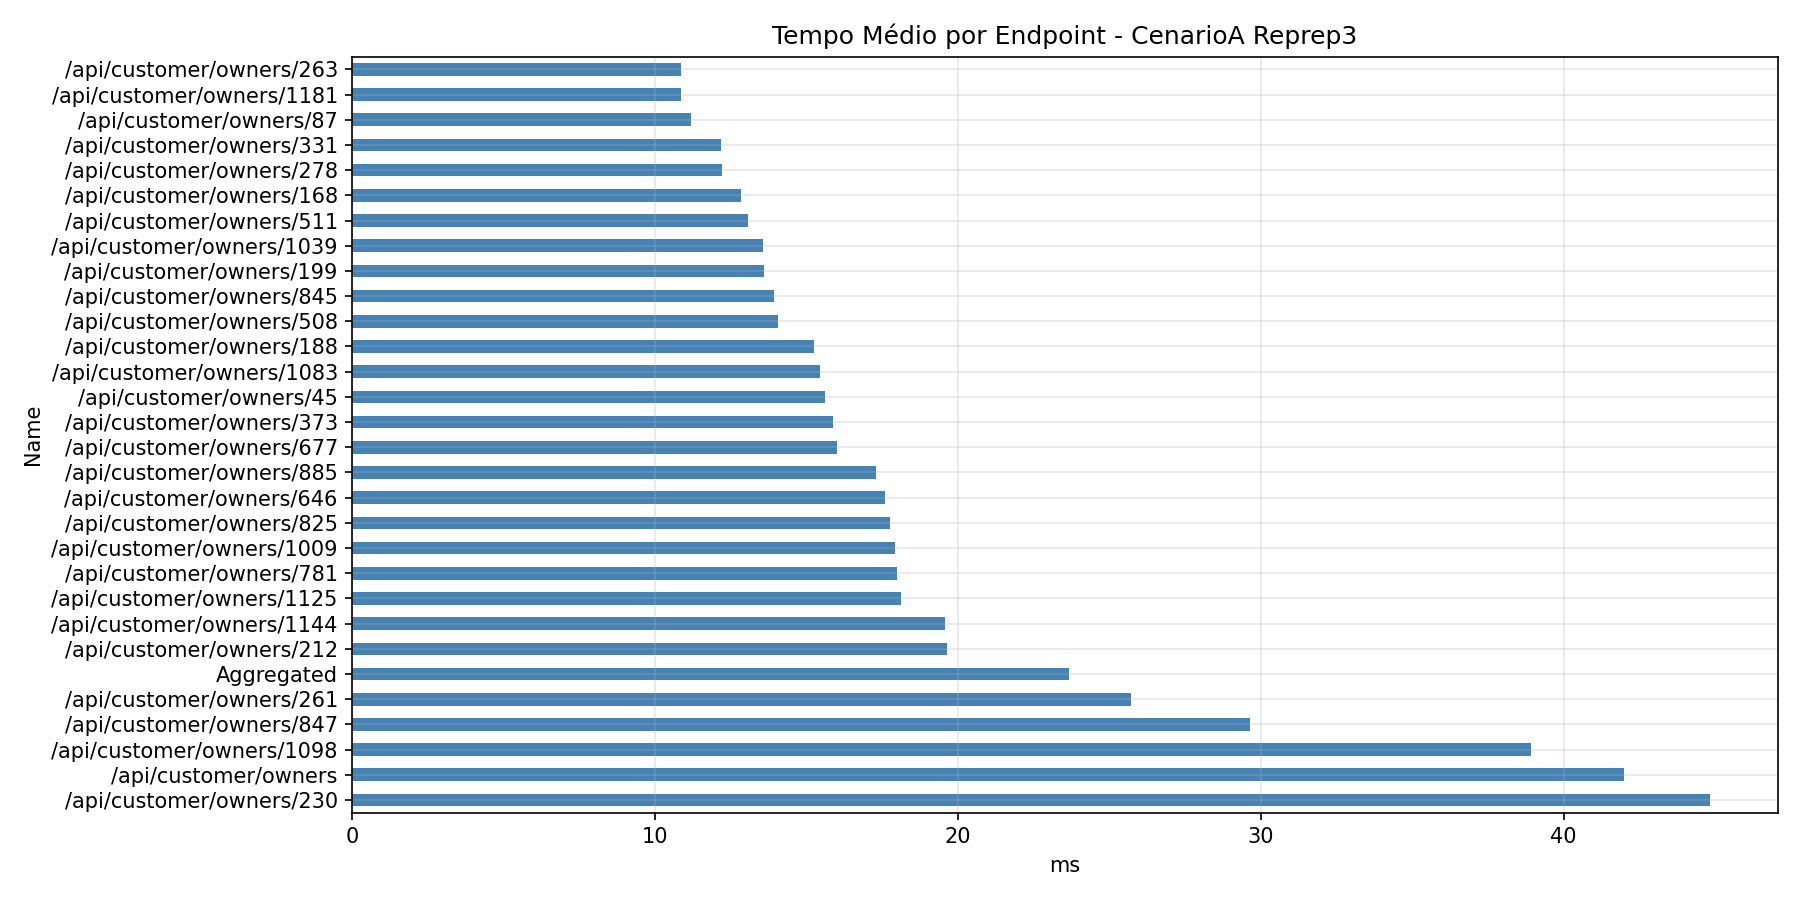 Tempo Médio por Endpoint - CenarioA Reprep3
/api/customer/owners/263
/api/customer/owners/1181
/api/customer/owners/87
/api/customer/owners/331
/api/customer/owners/278
/api/customer/owners/168
/api/customer/owners/511
/api/customer/owners/1039
/api/customer/owners/199
/api/customer/owners/845
/api/customer/owners/508
/api/customer/owners/188
/api/customer/owners/1083
/api/customer/owners/45
/api/customer/owners/373
/api/customer/owners/677
/api/customer/owners/885
/api/customer/owners/646
/api/customer/owners/825
/api/customer/owners/1009
/api/customer/owners/781
/api/customer/owners/1125
/api/customer/owners/1144
/api/customer/owners/212
Aggregated
/api/customer/owners/261
/api/customer/owners/847
/api/customer/owners/1098
/api/customer/owners
/api/customer/owners/230
Name
0 10 20 30 40
ms